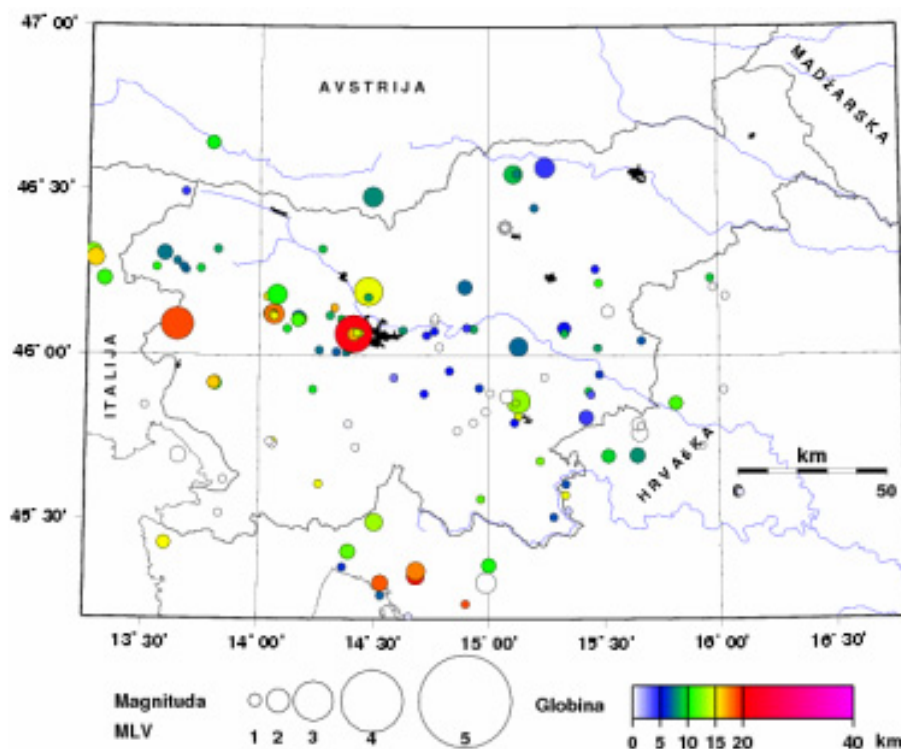 47° 00'
AVSTRIJA
MADŽARSKA
46° 30'
46° 00'
ITALIJA
HRVAŠKA
km
0
50
45° 30'
13° 30'
14° 00'
14° 30'
15° 00'
15° 30'
16° 00'
16° 30'
Magnituda
MLV
1
2
3
4
5
Globina
0
5
10
15
20
40
km